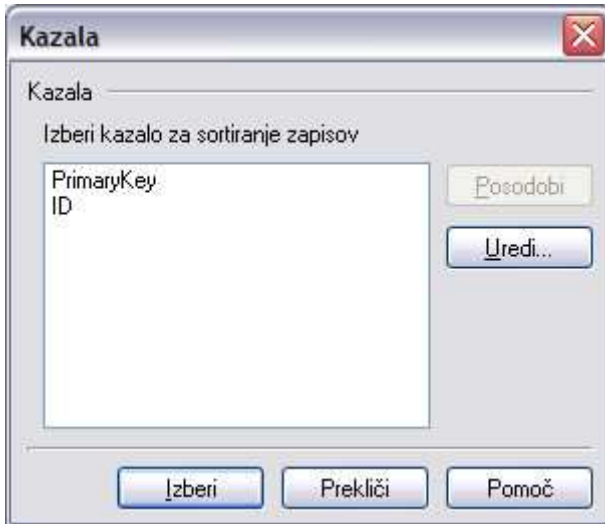 Kazala
Kazala
Izberi kazalo za sortiranje zapisov
PrimaryKey
ID
Posodobi
Uredi...
Izberi
Prekliči
Pomoč